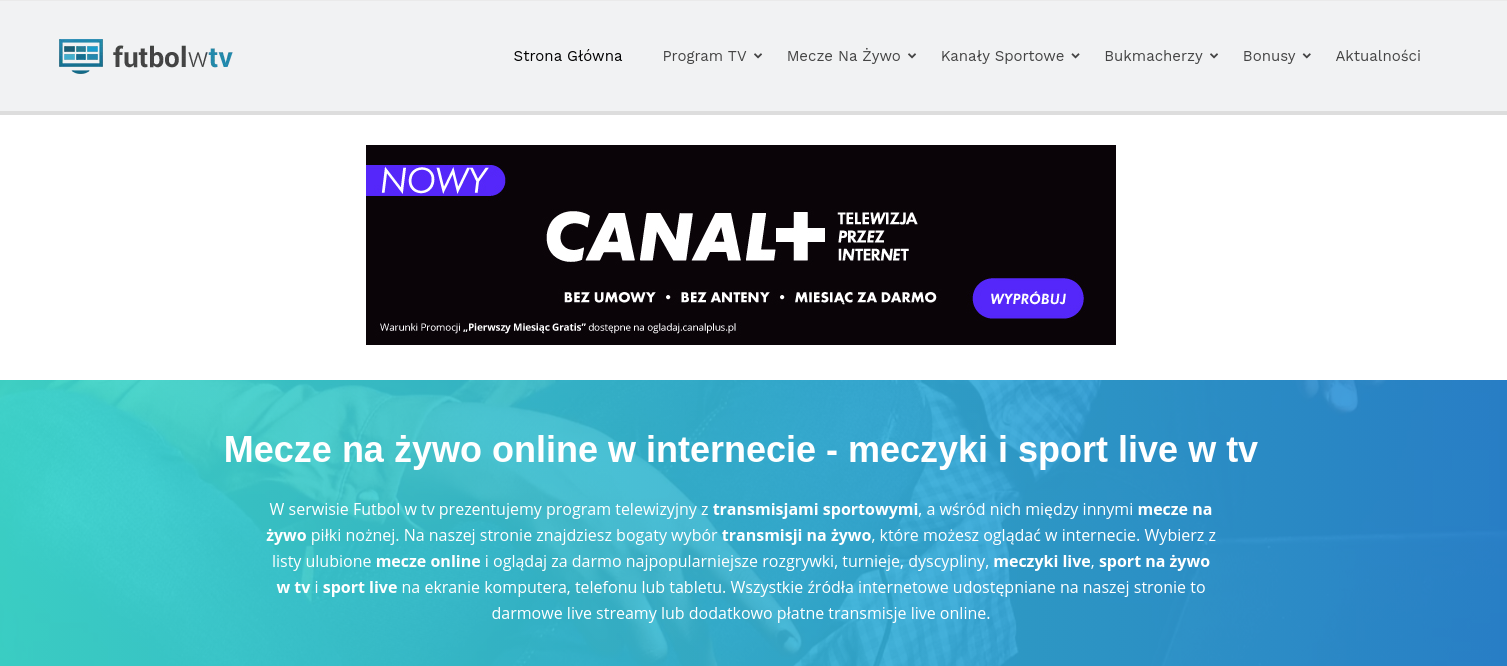 futbolwtv
Strona Główna Program TV Mecze Na Żywo Kanały Sportowe Bukmacherzy Bonusy Aktualności
NOWY
CANAL+
TELEWIZJA
PRZEZ
INTERNET
BEZ UMOWY • BEZ ANTENY • MIESIĄC ZA DARMO
WYPRÓBUJ
Warunki Promocji „Pierwszy Miesiąc Gratis” dostępne na ogladaj.canalplus.pl
Mecze na żywo online w internecie - meczyki i sport live w tv
W serwisie Futbol w tv prezentujemy program telewizyjny z transmisjami sportowymi, a wśród nich między innymi mecze na
żywo piłki nożnej. Na naszej stronie znajdziesz bogaty wybór transmisji na żywo, które możesz oglądać w internecie. Wybierz z
listy ulubione mecze online i oglądaj za darmo najpopularniejsze rozgrywki, turnieje, dyscypliny, meczyki live, sport na żywo
w tv i sport live na ekranie komputera, telefonu lub tabletu. Wszystkie źródła internetowe udostępniane na naszej stronie to
darmowe live streamy lub dodatkowo płatne transmisje live online.